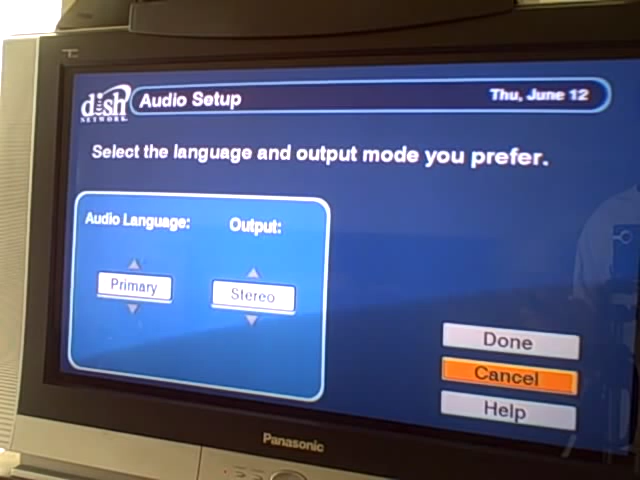 dish
NETWORK
Audio Setup
Thu, June 12
Select the language and output mode you prefer.
Audio Language:
Output:
Primary
Stereo
Done
Cancel
Help
Panasonic